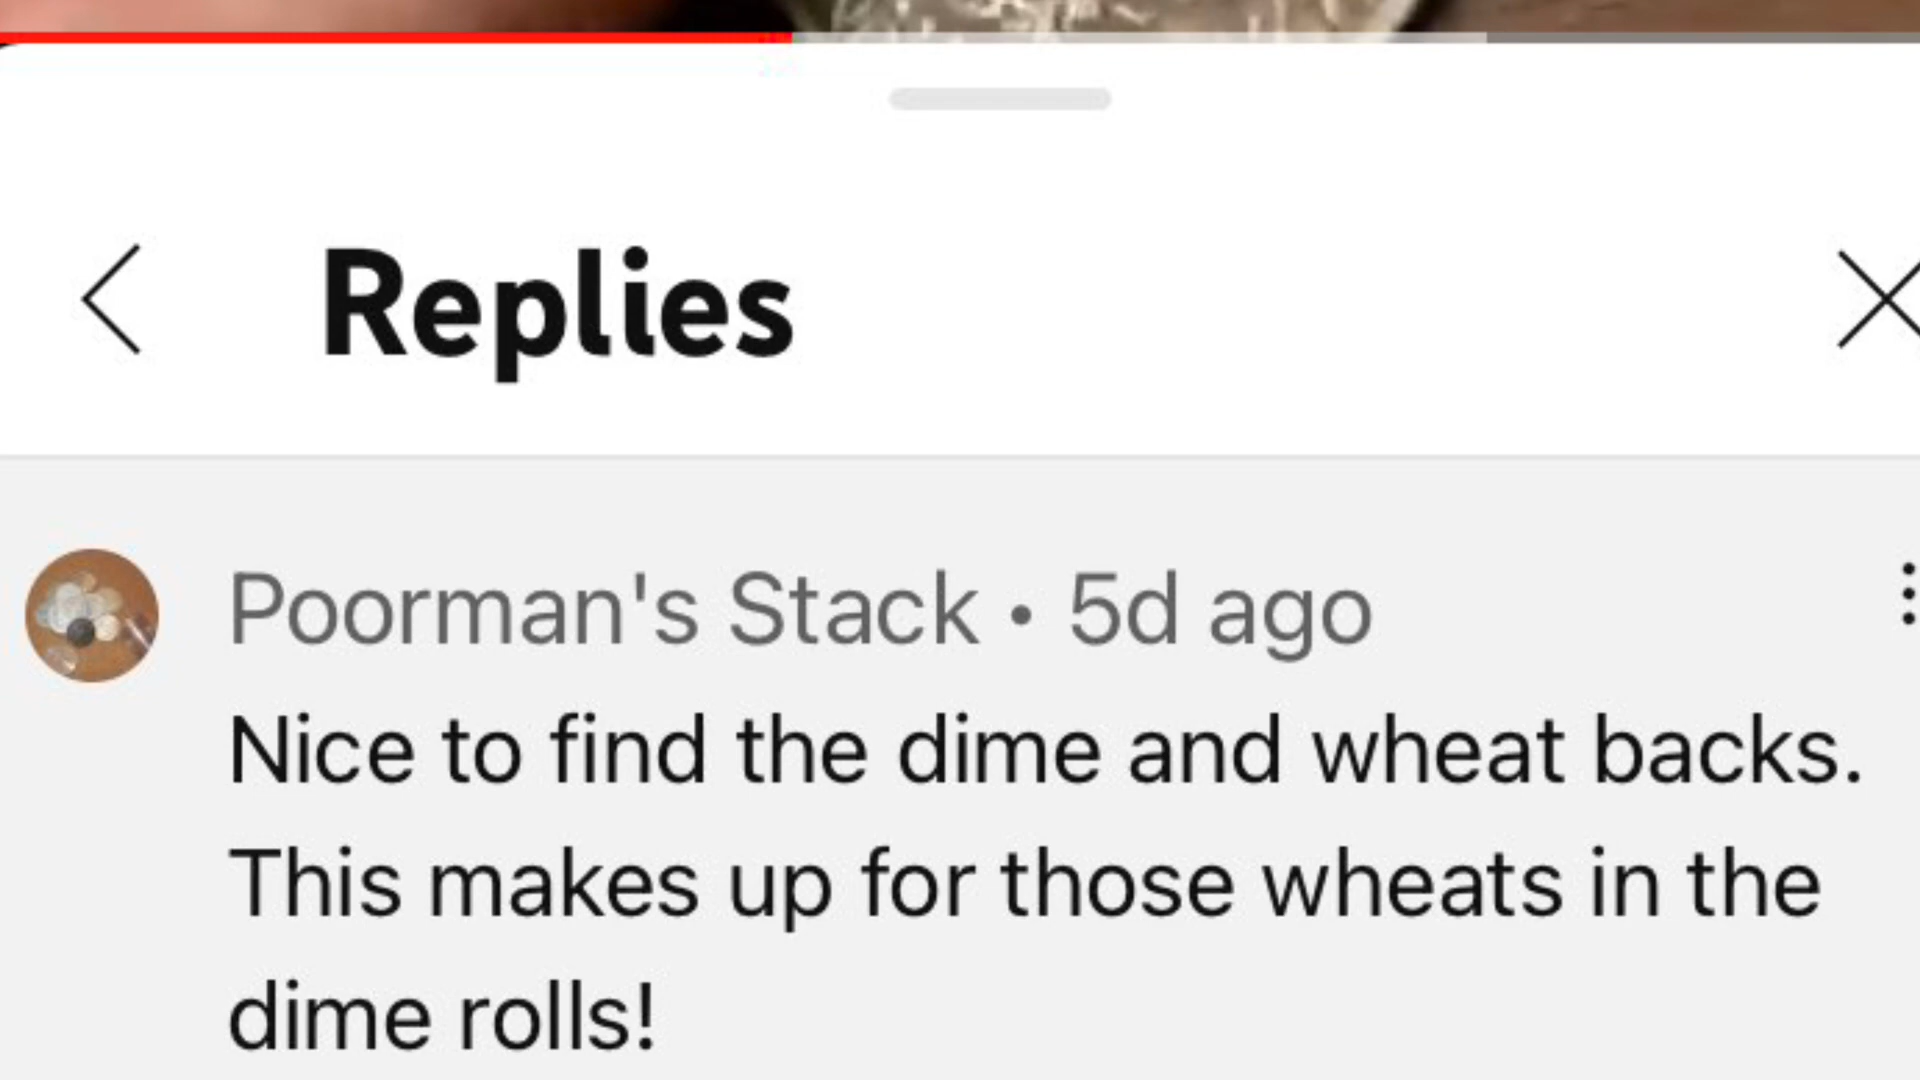 Replies
Poorman's Stack • 5d ago
Nice to find the dime and wheat backs.
This makes up for those wheats in the
dime rolls!